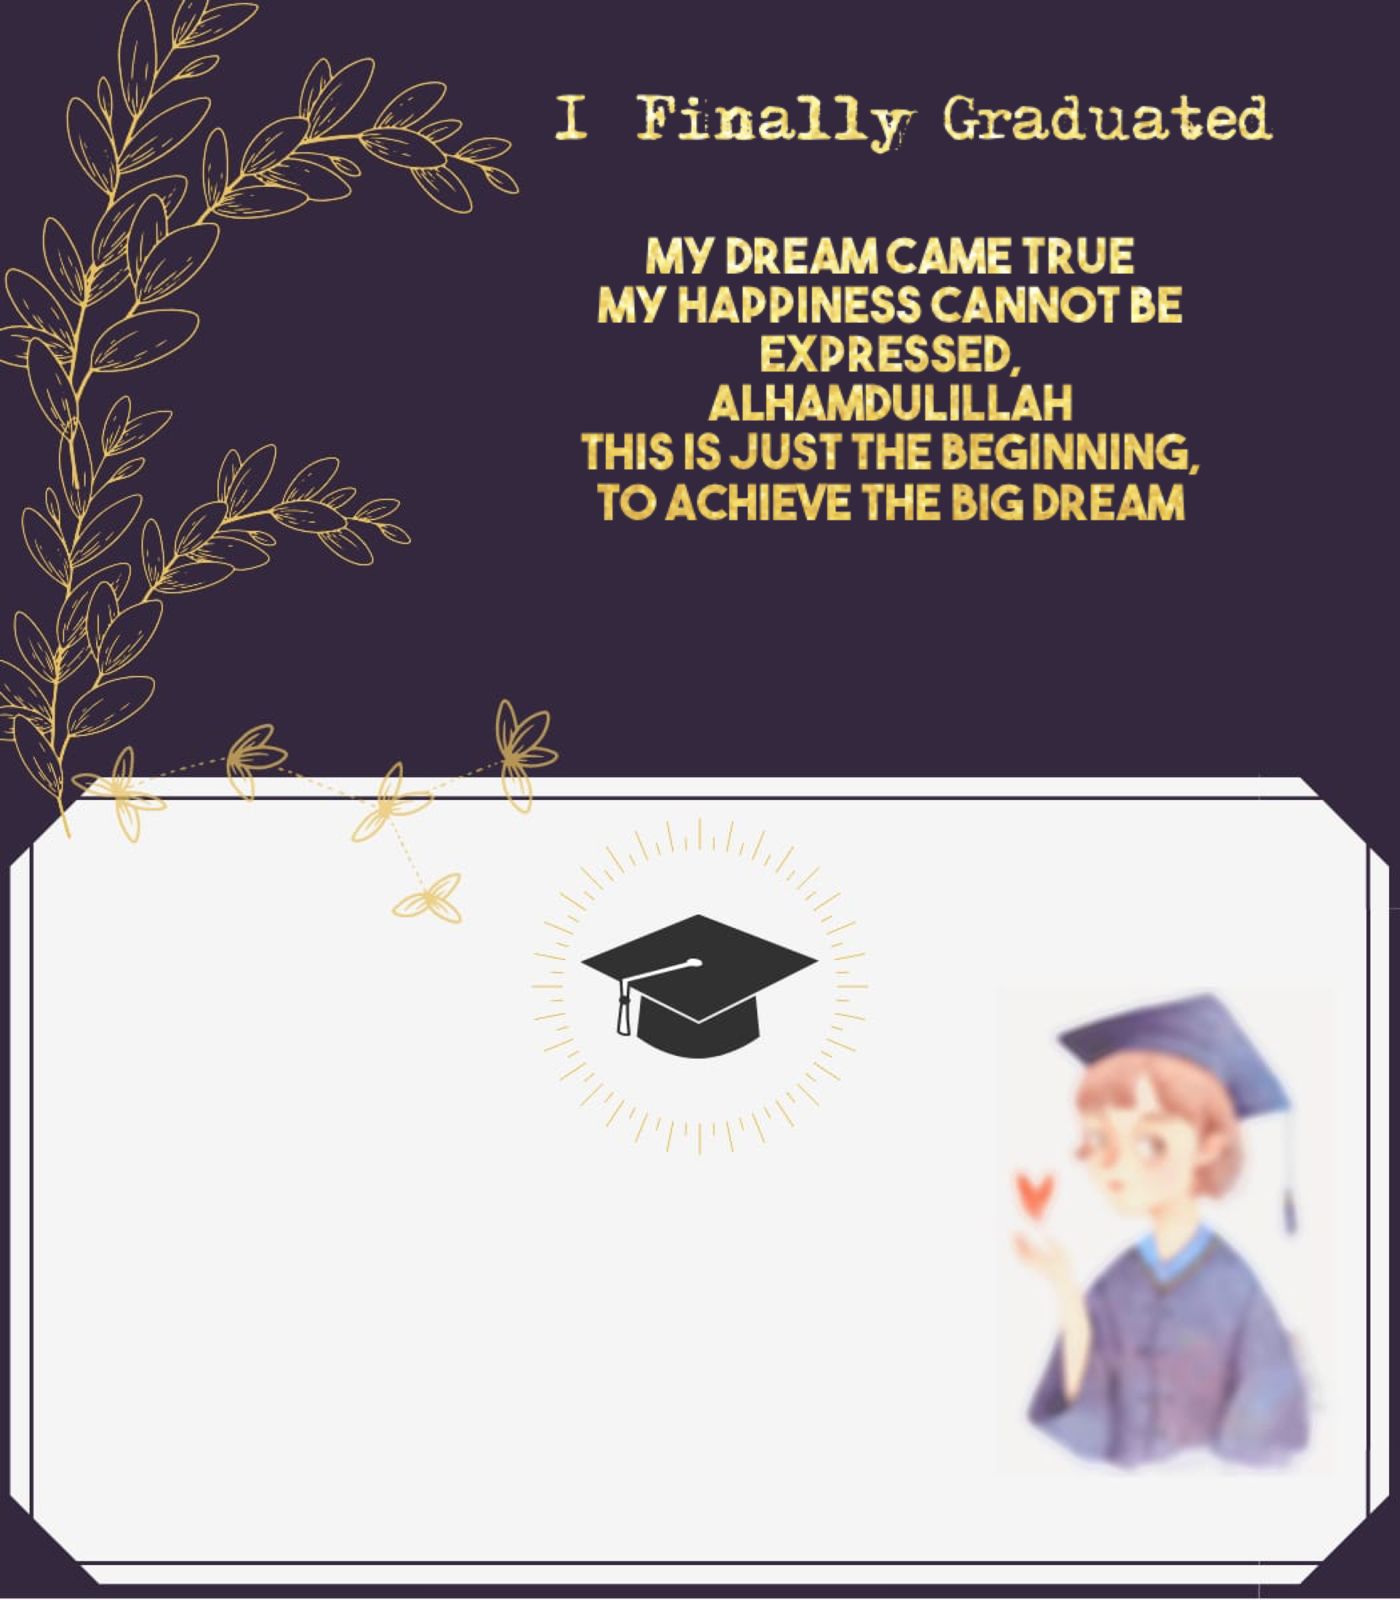 I Finally Graduated
MY DREAM CAME TRUE
MY HAPPINESS CANNOT BE
EXPRESSED,
ALHAMDULILLAH
THIS IS JUST THE BEGINNING,
TO ACHIEVE THE BIG DREAM